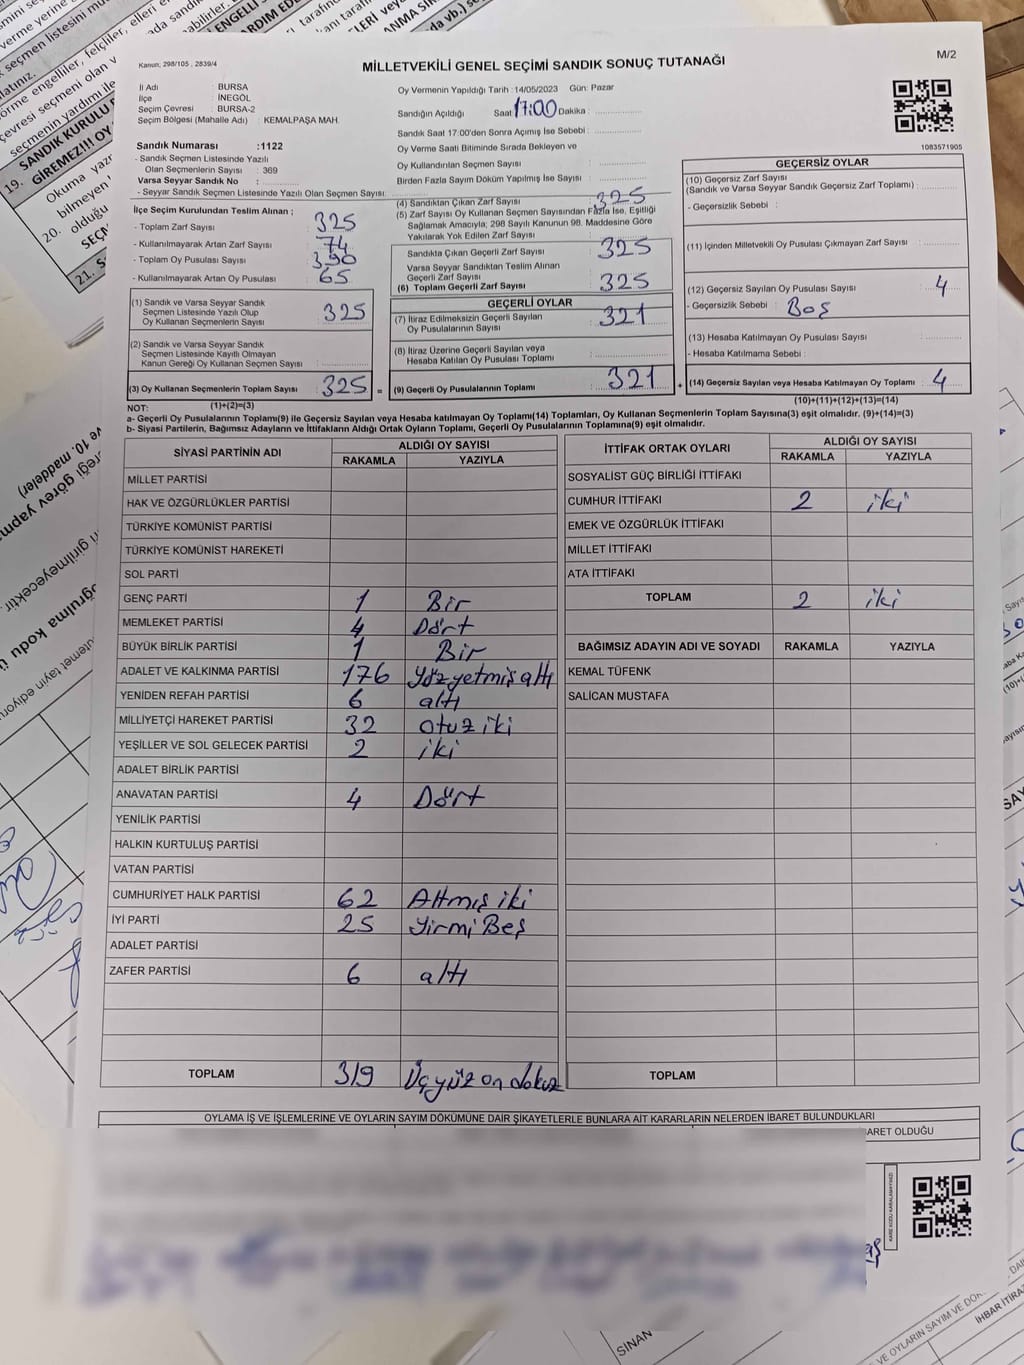 MİLLETVEKİLİ GENEL SEÇİMİ SANDIK SONUÇ TUTANAĞI
M/2
Kanun; 298/105 , 2839/4
İl Adı : BURSA
İlçe : İNEGÖL
Seçim Çevresi : BURSA-2
Seçim Bölgesi (Mahalle Adı) : KEMALPAŞA MAH.
Sandık Numarası :1122
- Sandık Seçmen Listesinde Yazılı
Olan Seçmenlerin Sayısı : 369
Varsa Seyyar Sandık No :
- Seyyar Sandık Seçmen Listesinde Yazılı Olan Seçmen Sayısı:
Oy Vermenin Yapıldığı Tarih : 14/05/2023 Gün: Pazar
Sandığın Açıldığı Saat 17:00 Dakika :
Sandık Saat 17:00'den Sonra Açımış İse Sebebi :
Oy Verme Saati Bitiminde Sırada Bekleyen ve
Oy Kullandırılan Seçmen Sayısı :
Birden Fazla Sayım Döküm Yapılmış İse Sayısı :
1083571905
İlçe Seçim Kurulundan Teslim Alınan ;
- Toplam Zarf Sayısı : 325
- Kullanılmayarak Artan Zarf Sayısı : 74
- Toplam Oy Pusulası Sayısı : 390
- Kullanılmayarak Artan Oy Pusulası : 65
(1) Sandık ve Varsa Seyyar Sandık
Seçmen Listesinde Yazılı Olup
Oy Kullanan Seçmenlerin Sayısı : 325
(2) Sandık ve Varsa Seyyar Sandık
Seçmen Listesinde Kayıtlı Olmayan
Kanun Gereği Oy Kullanan Seçmen Sayısı :
(3) Oy Kullanan Seçmenlerin Toplam Sayısı : 325 =
(1)+(2)=(3)
(4) Sandıktan Çıkan Zarf Sayısı : 325
(5) Zarf Sayısı Oy Kullanan Seçmen Sayısından Fazla İse, Eşitliği
Sağlamak Amacıyla; 298 Sayılı Kanunun 98. Maddesine Göre
Yakılarak Yok Edilen Zarf Sayısı :
Sandıkta Çıkan Geçerli Zarf Sayısı : 325
Varsa Seyyar Sandıktan Teslim Alınan
Geçerli Zarf Sayısı
(6) Toplam Geçerli Zarf Sayısı : 325
GEÇERLİ OYLAR
(7) İtiraz Edilmeksizin Geçerli Sayılan
Oy Pusulalarının Sayısı : 321
(8) İtiraz Üzerine Geçerli Sayılan veya
Hesaba Katılan Oy Pusulası Toplamı :
(9) Geçerli Oy Pusulalarının Toplamı : 321 +
GEÇERSİZ OYLAR
(10) Geçersiz Zarf Sayısı
(Sandık ve Varsa Seyyar Sandık Geçersiz Zarf Toplamı) :
- Geçersizlik Sebebi :
(11) İçinden Milletvekili Oy Pusulası Çıkmayan Zarf Sayısı :
(12) Geçersiz Sayılan Oy Pusulası Sayısı : 4
- Geçersizlik Sebebi : Boş
(13) Hesaba Katılmayan Oy Pusulası Sayısı :
- Hesaba Katılmama Sebebi :
(14) Geçersiz Sayılan veya Hesaba Katılmayan Oy Toplamı : 4
(10)+(11)+(12)+(13)=(14)
NOT:
a- Geçerli Oy Pusulalarının Toplamı(9) ile Geçersiz Sayılan veya Hesaba katılmayan Oy Toplamı(14) Toplamları, Oy Kullanan Seçmenlerin Toplam Sayısına(3) eşit olmalıdır. (9)+(14)=(3)
b- Siyasi Partilerin, Bağımsız Adayların ve İttifakların Aldığı Ortak Oyların Toplamı, Geçerli Oy Pusulalarının Toplamına(9) eşit olmalıdır.
SİYASİ PARTİNİN ADI ALDIĞI OY SAYISI
RAKAMLA YAZIYLA
MİLLET PARTİSİ
HAK VE ÖZGÜRLÜKLER PARTİSİ
TÜRKİYE KOMÜNİST PARTİSİ
TÜRKİYE KOMÜNİST HAREKETİ
SOL PARTİ
GENÇ PARTİ 1 Bir
MEMLEKET PARTİSİ 4 Dört
BÜYÜK BİRLİK PARTİSİ 1 Bir
ADALET VE KALKINMA PARTİSİ 176 Yüzyetmiş altı
YENİDEN REFAH PARTİSİ 6 altı
MİLLİYETÇİ HAREKET PARTİSİ 32 otuz iki
YEŞİLLER VE SOL GELECEK PARTİSİ 2 iki
ADALET BİRLİK PARTİSİ
ANAVATAN PARTİSİ 4 Dört
YENİLİK PARTİSİ
HALKIN KURTULUŞ PARTİSİ
VATAN PARTİSİ
CUMHURİYET HALK PARTİSİ 62 Altmış iki
İYİ PARTİ 25 Yirmi Beş
ADALET PARTİSİ
ZAFER PARTİSİ 6 altı
TOPLAM 319 Üçyüz on dokuz
İTTİFAK ORTAK OYLARI ALDIĞI OY SAYISI
RAKAMLA YAZIYLA
SOSYALİST GÜÇ BİRLİĞİ İTTİFAKI
CUMHUR İTTİFAKI 2 iki
EMEK VE ÖZGÜRLÜK İTTİFAKI
MİLLET İTTİFAKI
ATA İTTİFAKI
TOPLAM 2 iki
BAĞIMSIZ ADAYIN ADI VE SOYADI RAKAMLA YAZIYLA
KEMAL TÜFENK
SALİCAN MUSTAFA
TOPLAM
OYLAMA İŞ VE İŞLEMLERİNE VE OYLARIN SAYIM DÖKÜMÜNE DAİR ŞİKAYETLERLE BUNLARA AİT KARARLARIN NELERDEN İBARET BULUNDUKLARI
BARET OLDUĞU
KARE KODU KARALAMAYINIZ!
SİNAN